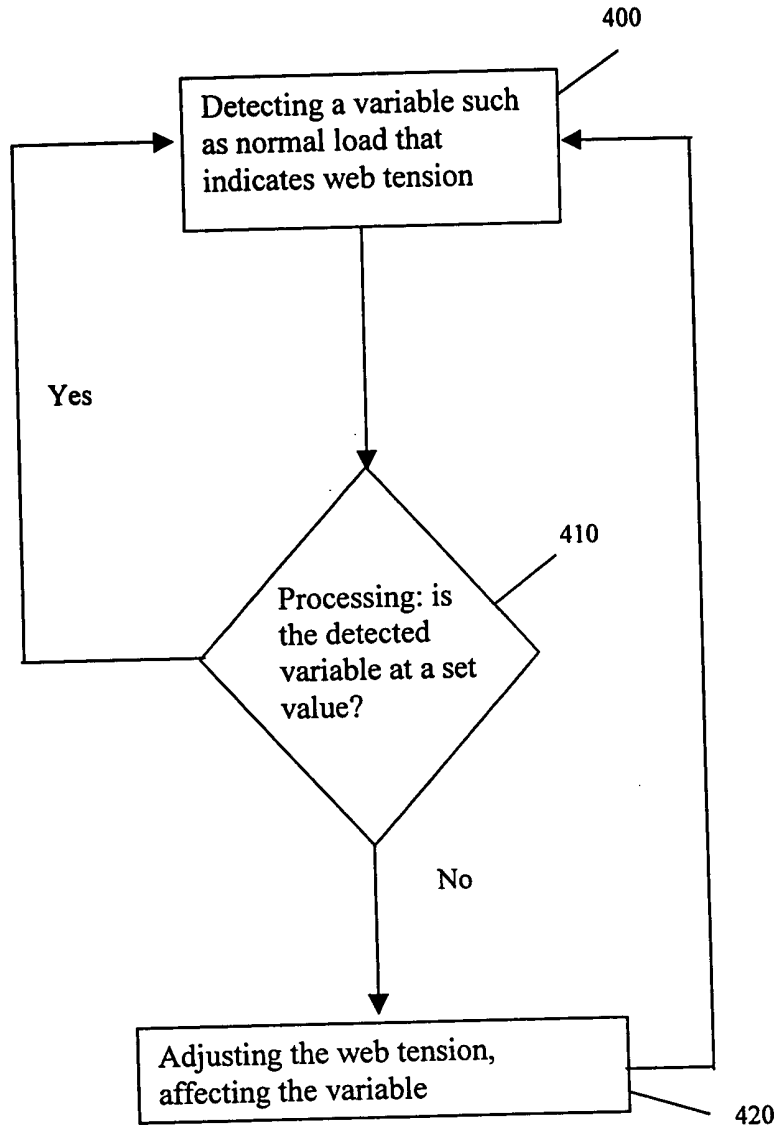 400
Detecting a variable such
as normal load that
indicates web tension
Yes
410
Processing: is
the detected
variable at a set
value?
No
Adjusting the web tension,
affecting the variable
420